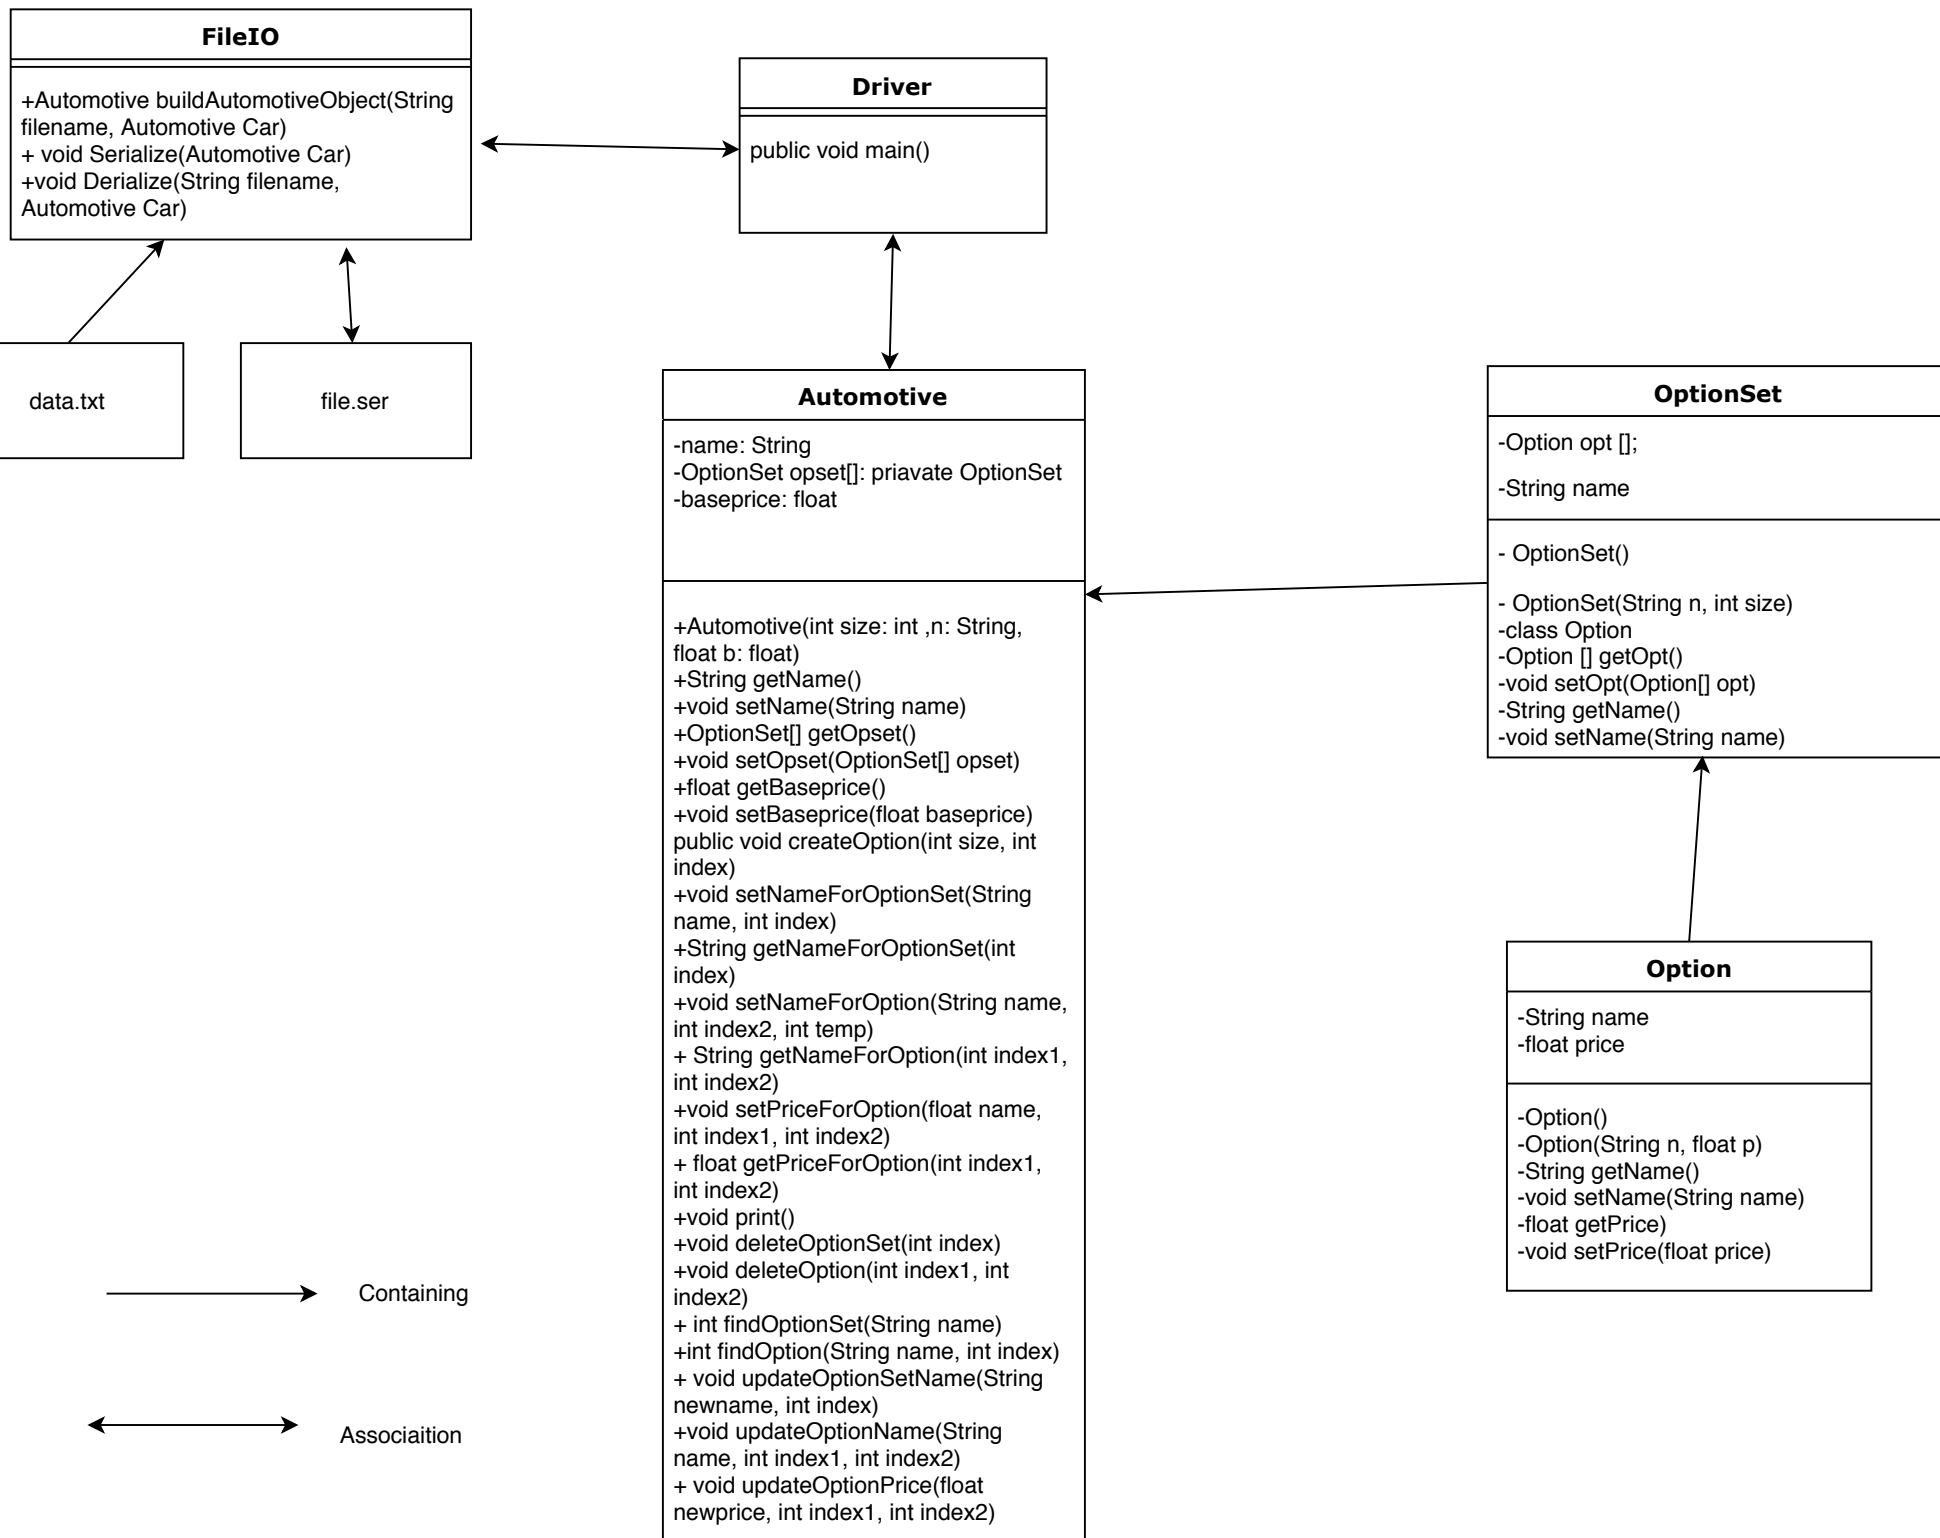 FileIO
+Automotive buildAutomotiveObject(String
filename, Automotive Car)
+ void Serialize(Automotive Car)
+void Derialize(String filename,
Automotive Car)
Driver
public void main()
data.txt
file.ser
Automotive
-name: String
-OptionSet opset[]: priavate OptionSet
-baseprice: float
+Automotive(int size: int ,n: String,
float b: float)
+String getName()
+void setName(String name)
+OptionSet[] getOpset()
+void setOpset(OptionSet[] opset)
+float getBaseprice()
+void setBaseprice(float baseprice)
public void createOption(int size, int
index)
+void setNameForOptionSet(String
name, int index)
+String getNameForOptionSet(int
index)
+void setNameForOption(String name,
int index2, int temp)
+ String getNameForOption(int index1,
int index2)
+void setPriceForOption(float name,
int index1, int index2)
+ float getPriceForOption(int index1,
int index2)
+void print()
+void deleteOptionSet(int index)
+void deleteOption(int index1, int
index2)
+ int findOptionSet(String name)
+int findOption(String name, int index)
+ void updateOptionSetName(String
newname, int index)
+void updateOptionName(String
name, int index1, int index2)
+ void updateOptionPrice(float
newprice, int index1, int index2)
OptionSet
-Option opt [];
-String name
- OptionSet()
- OptionSet(String n, int size)
-class Option
-Option [] getOpt()
-void setOpt(Option[] opt)
-String getName()
-void setName(String name)
Option
-String name
-float price
-Option()
-Option(String n, float p)
-String getName()
-void setName(String name)
-float getPrice)
-void setPrice(float price)
Containing
Associaition